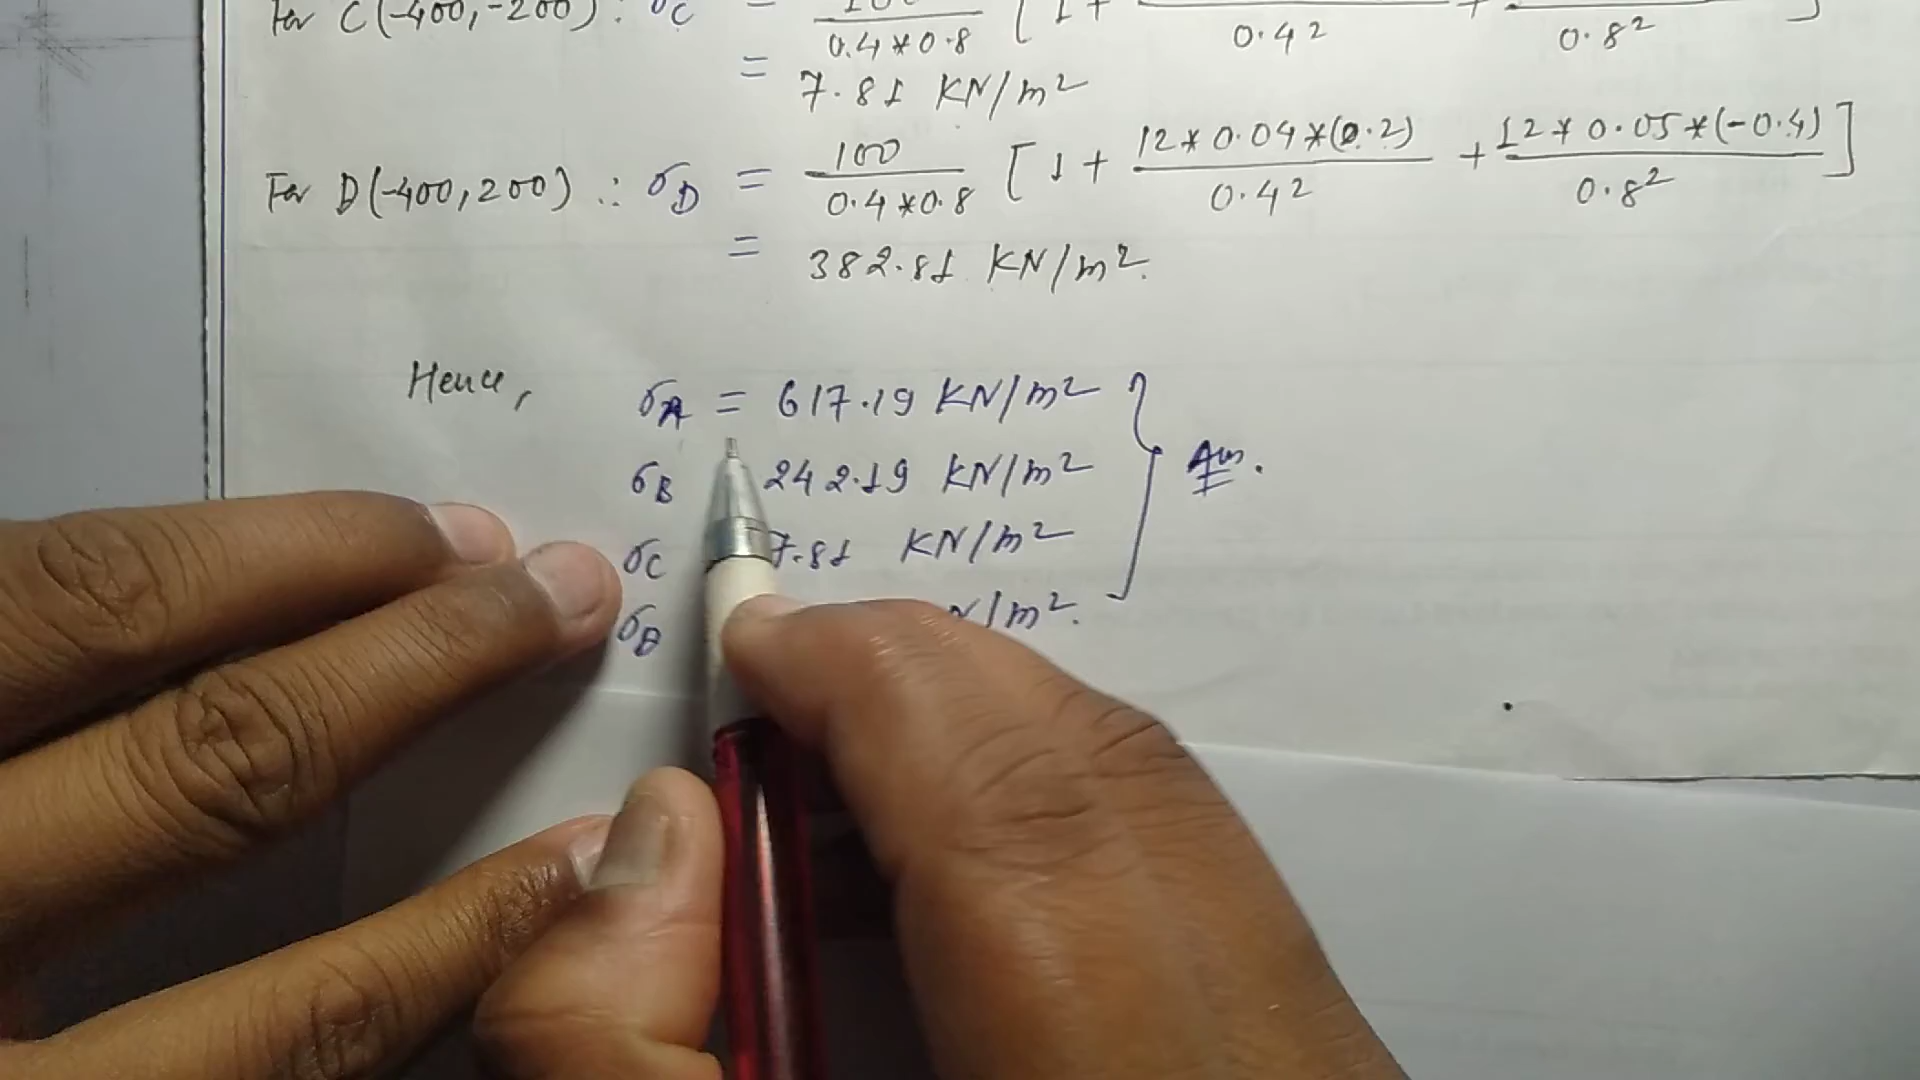 For C(-400,-200) : σC =
0.4*0.8 [1+ 0.4² + 0.8² ]
= 7.81 KN/m²
For D(-400,200) ∴ σD = 100 / 0.4*0.8 [1 + 12*0.04*(0.2) / 0.4² + 12*0.05*(-0.4) / 0.8²]
= 382.81 KN/m².
Hence, σA = 617.19 KN/m²
σB 242.19 KN/m²
Ans.
σC 7.81 KN/m²
σD N/m².